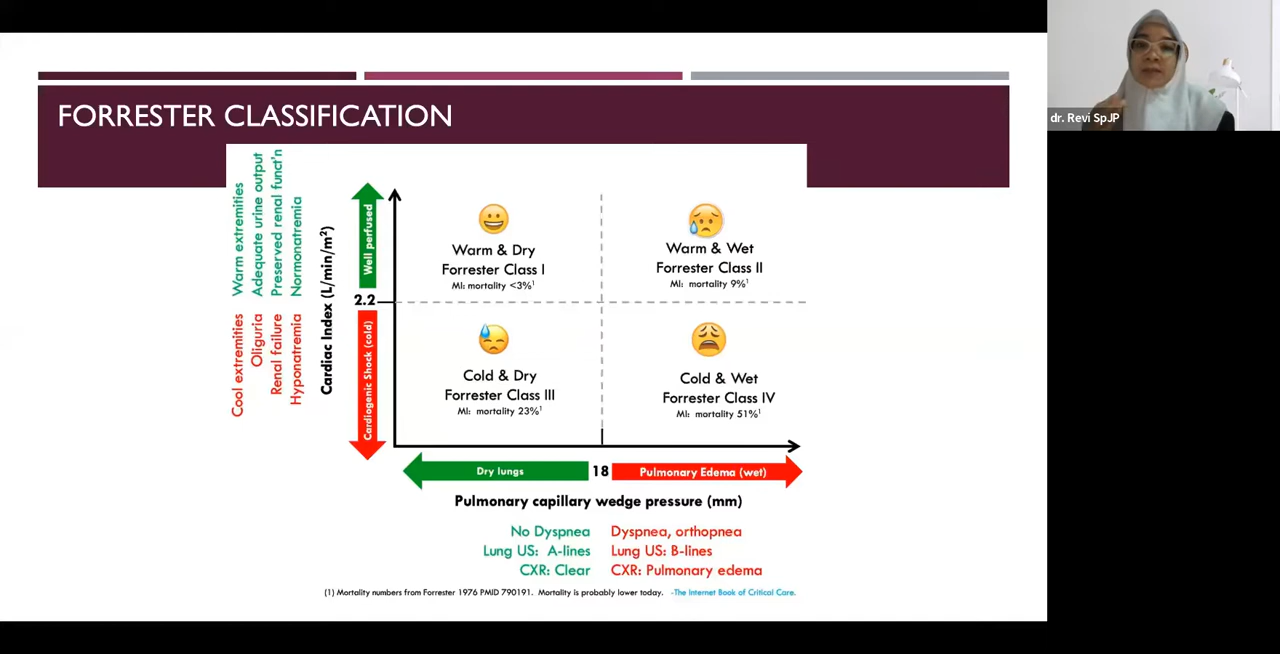 FORRESTER CLASSIFICATION
dr. Revi SpJP
Warm extremities
Adequate urine output
Preserved renal funct'n
Normonatremia
Cool extremities
Oliguria
Renal failure
Hyponatremia
Cardiac Index (L/min/m²)
Well perfused
2.2
Cardiogenic Shock (cold)
Warm & Dry
Forrester Class I
MI: mortality <3%¹
Warm & Wet
Forrester Class II
MI: mortality 9%¹
Cold & Dry
Forrester Class III
MI: mortality 23%¹
Cold & Wet
Forrester Class IV
MI: mortality 51%¹
Dry lungs
18
Pulmonary Edema (wet)
Pulmonary capillary wedge pressure (mm)
No Dyspnea
Lung US: A-lines
CXR: Clear
Dyspnea, orthopnea
Lung US: B-lines
CXR: Pulmonary edema
(1) Mortality numbers from Forrester 1976 PMID 790191. Mortality is probably lower today. -The Internet Book of Critical Care.